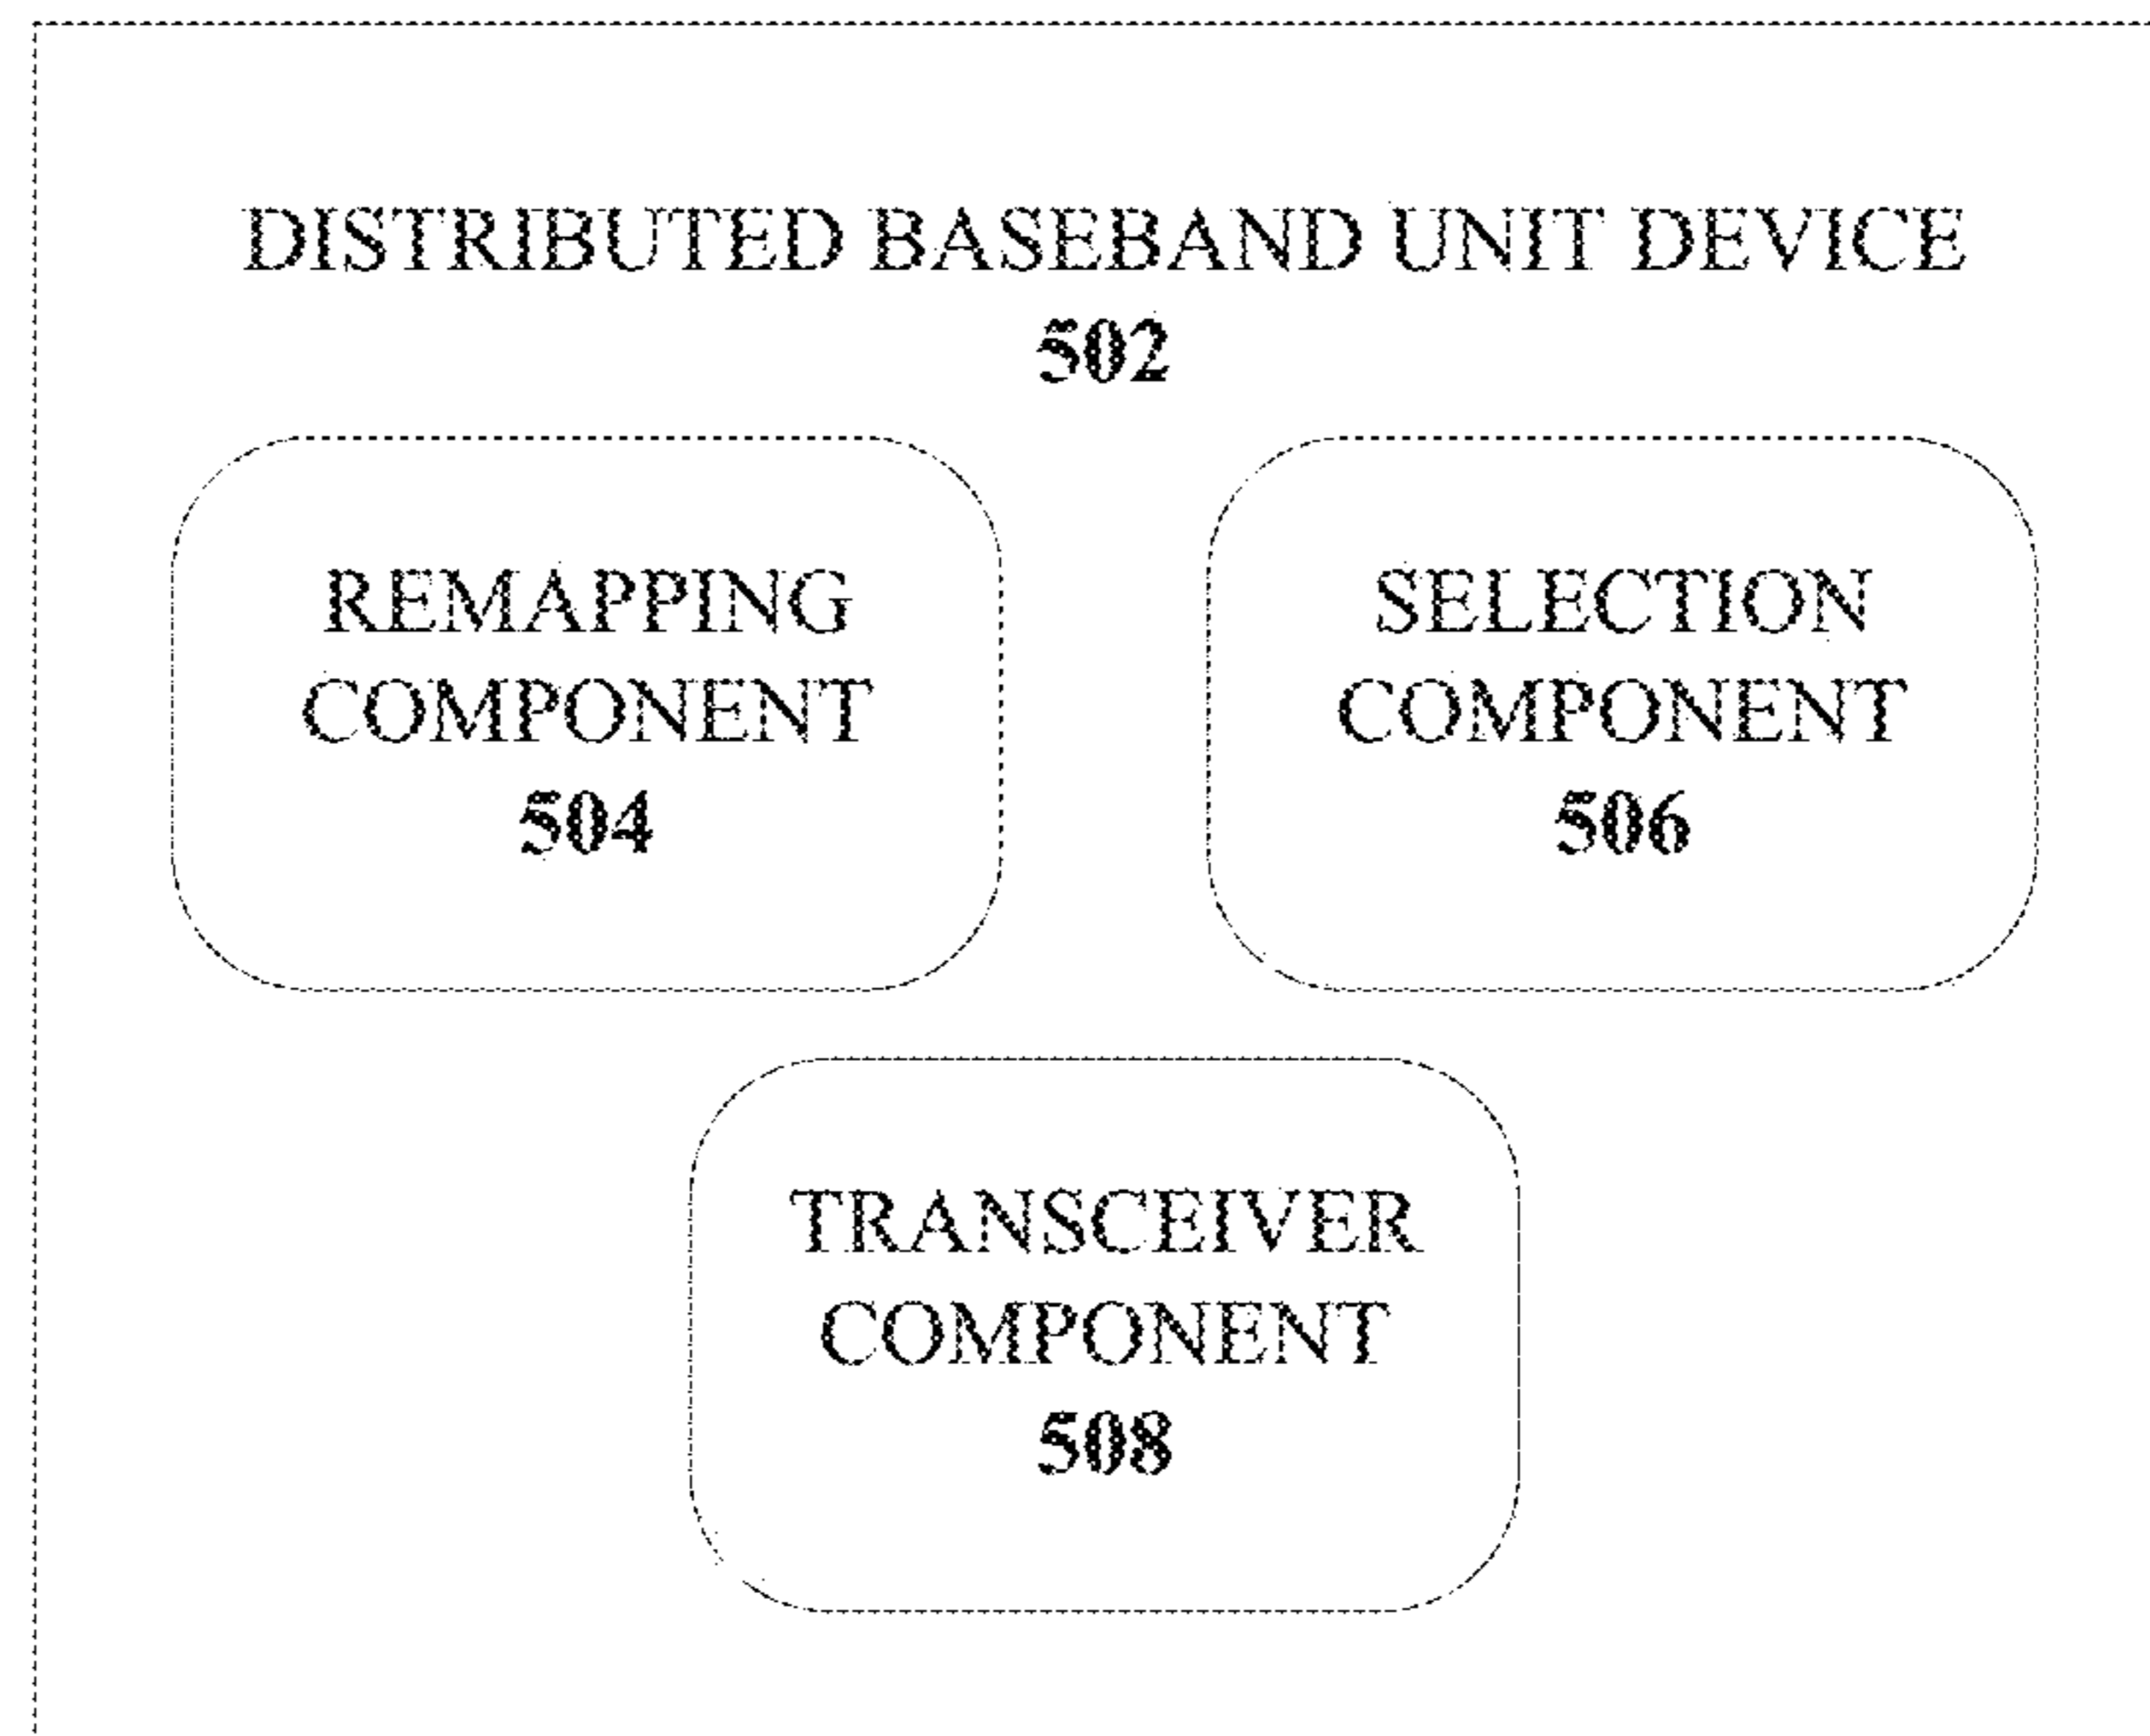 DISTRIBUTED BASEBAND UNIT DEVICE
502
REMAPPING
COMPONENT
504
SELECTION
COMPONENT
506
TRANSCEIVER
COMPONENT
508